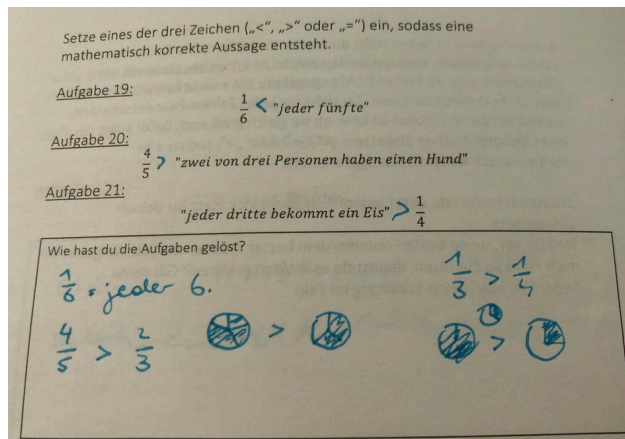 Setze eines der drei Zeichen („<“, „>“ oder „=“) ein, sodass eine
mathematisch korrekte Aussage entsteht.
Aufgabe 19:
1/6 < "jeder fünfte"
Aufgabe 20:
4/5 > "zwei von drei Personen haben einen Hund"
Aufgabe 21:
"jeder dritte bekommt ein Eis" > 1/4
Wie hast du die Aufgaben gelöst?
1/6 = jeder 6.
1/3 > 1/4
4/5 > 2/3
>
>